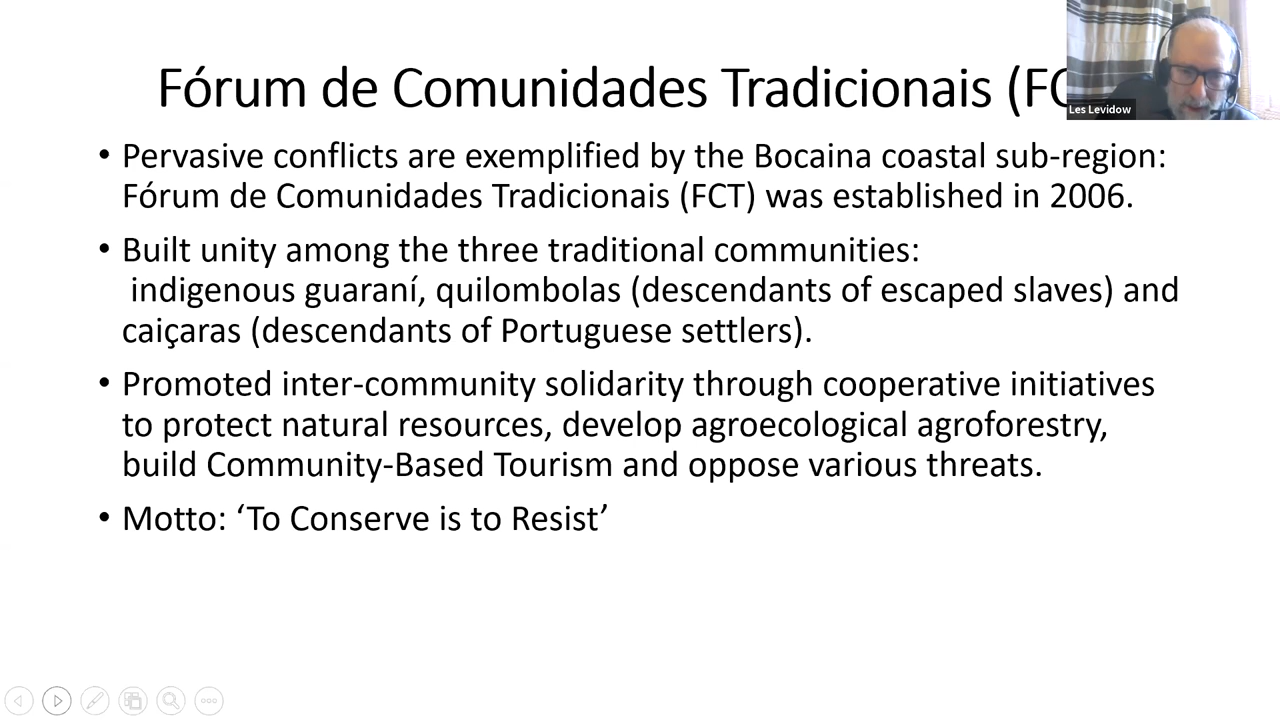 Fórum de Comunidades Tradicionais (FC
Les Levidow
• Pervasive conflicts are exemplified by the Bocaina coastal sub-region:
Fórum de Comunidades Tradicionais (FCT) was established in 2006.
• Built unity among the three traditional communities:
indigenous guaraní, quilombolas (descendants of escaped slaves) and
caiçaras (descendants of Portuguese settlers).
• Promoted inter-community solidarity through cooperative initiatives
to protect natural resources, develop agroecological agroforestry,
build Community-Based Tourism and oppose various threats.
• Motto: ‘To Conserve is to Resist’